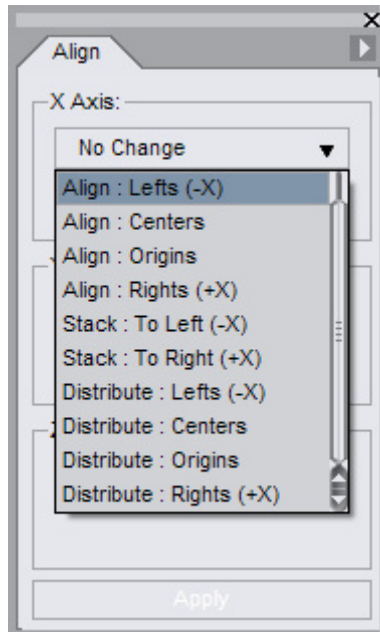 Align
X Axis:
No Change
Align : Lefts (-X)
Align : Centers
Align : Origins
Align : Rights (+X)
Stack : To Left (-X)
Stack : To Right (+X)
Distribute : Lefts (-X)
Distribute : Centers
Distribute : Origins
Distribute : Rights (+X)
Apply